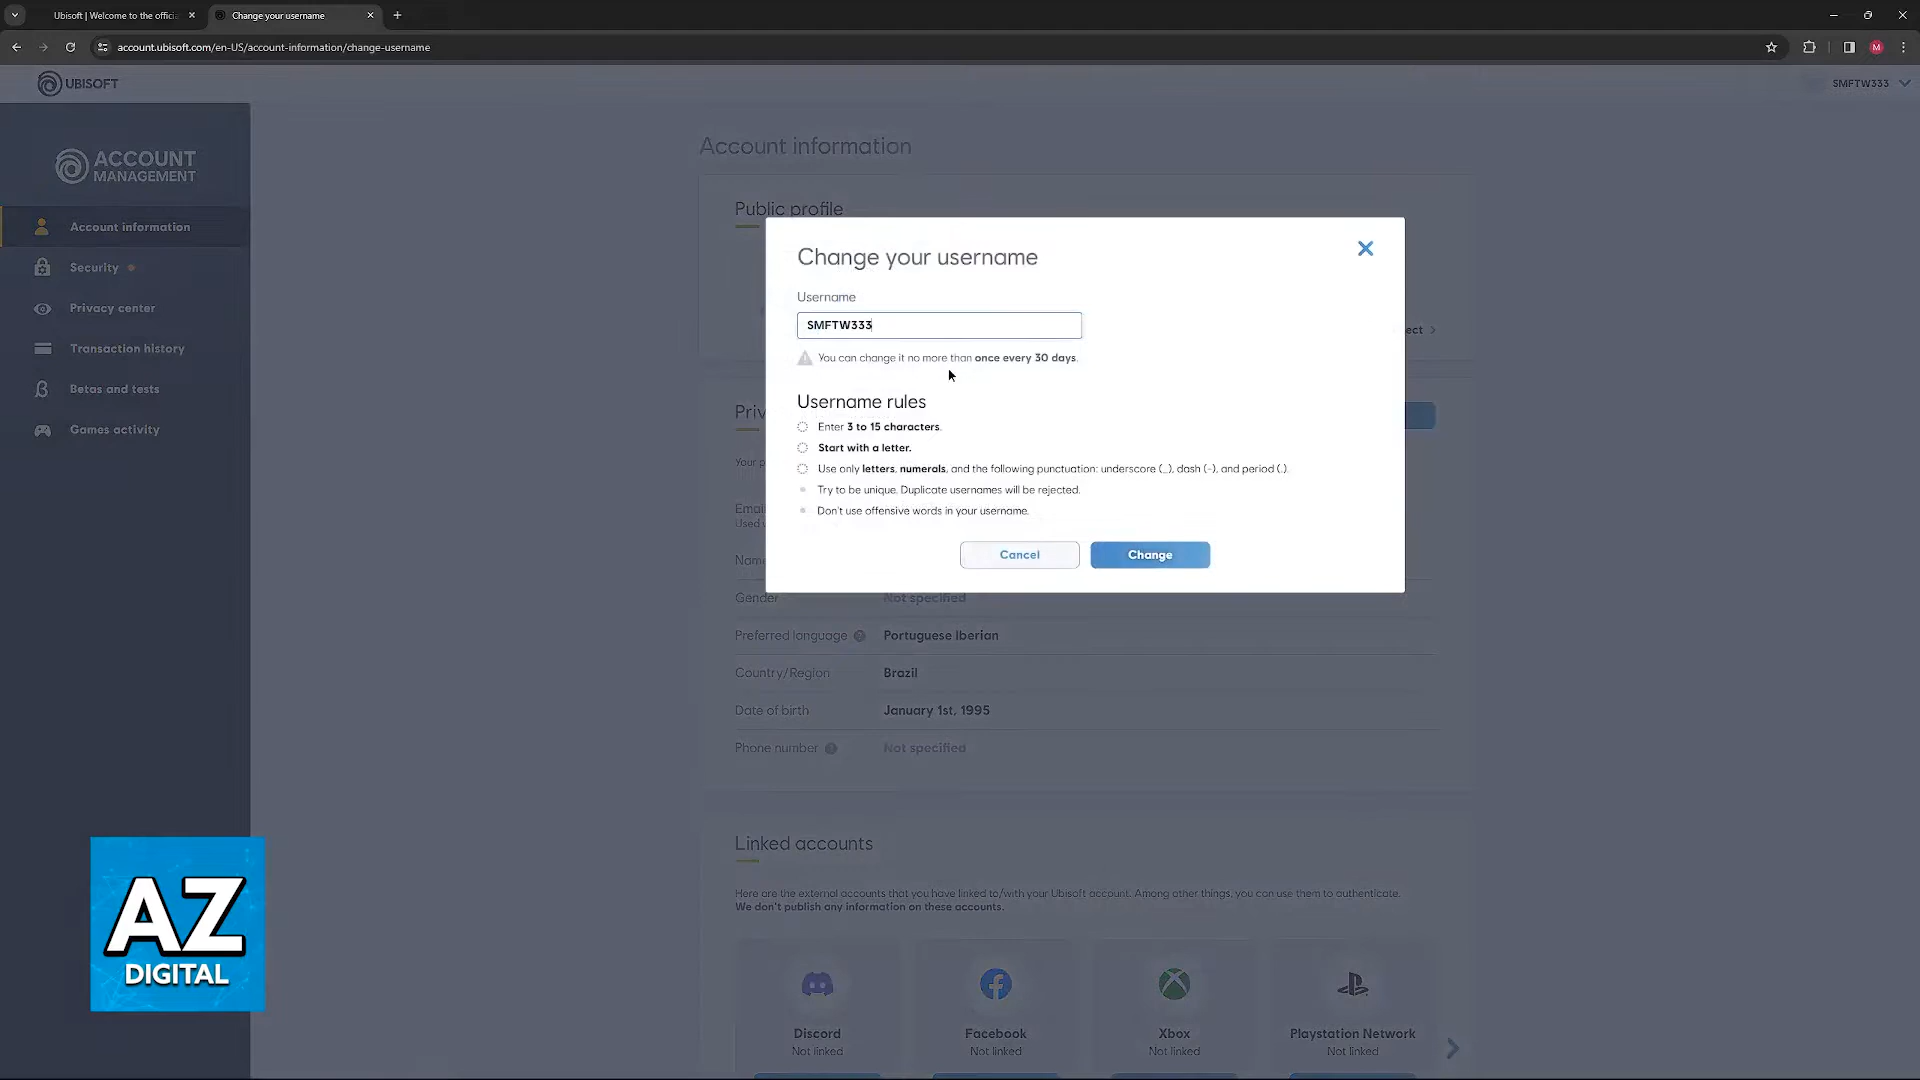 Ubisoft | Welcome to the offici
Change your username
account.ubisoft.com/en-US/account-information/change-username
M
UBISOFT
SMFTW333
ACCOUNT
MANAGEMENT
Account information
Security
Privacy center
Transaction history
Betas and tests
Games activity
Account information
Public profile
ect
Change your username
Username
SMFTW333
You can change it no more than once every 30 days.
Username rules
Enter 3 to 15 characters.
Start with a letter.
Use only letters, numerals, and the following punctuation: underscore (_), dash (-), and period (.).
Try to be unique. Duplicate usernames will be rejected.
Don't use offensive words in your username.
Cancel
Change
Priv
Your p
Email
Used
Name
Gender Not specified
Preferred language ? Portuguese Iberian
Country/Region Brazil
Date of birth January 1st, 1995
Phone number Not specified
Linked accounts
Here are the external accounts that you have linked to/with your Ubisoft account. Among other things, you can use them to authenticate.
We don't publish any information on these accounts.
Discord
Not linked
Facebook
Not linked
Xbox
Not linked
Playstation Network
Not linked
AZ
DIGITAL